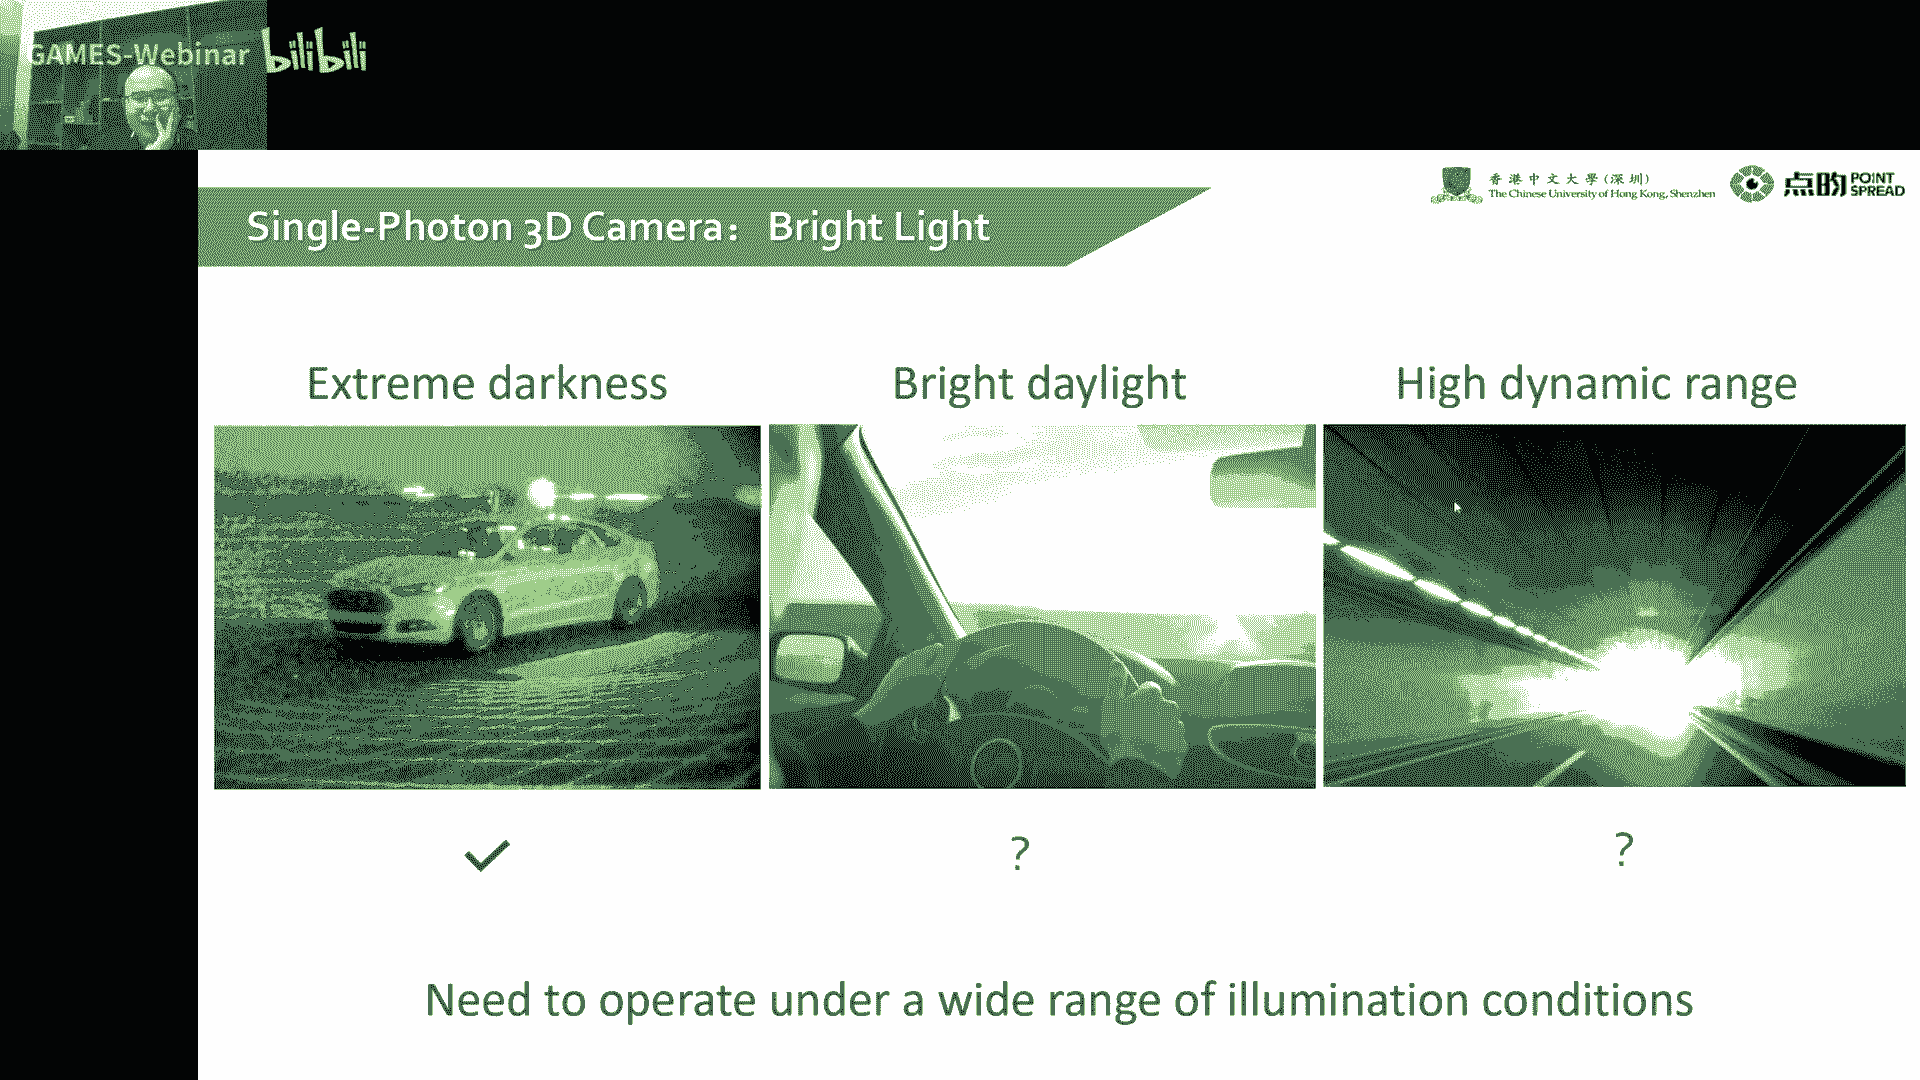 GAMES-Webinar bilibili
香港中文大學(深圳)
The Chinese University of Hong Kong, Shenzhen
点昀 POINT
SPREAD
Single-Photon 3D Camera: Bright Light
Extreme darkness
Bright daylight
High dynamic range
✓
?
?
Need to operate under a wide range of illumination conditions